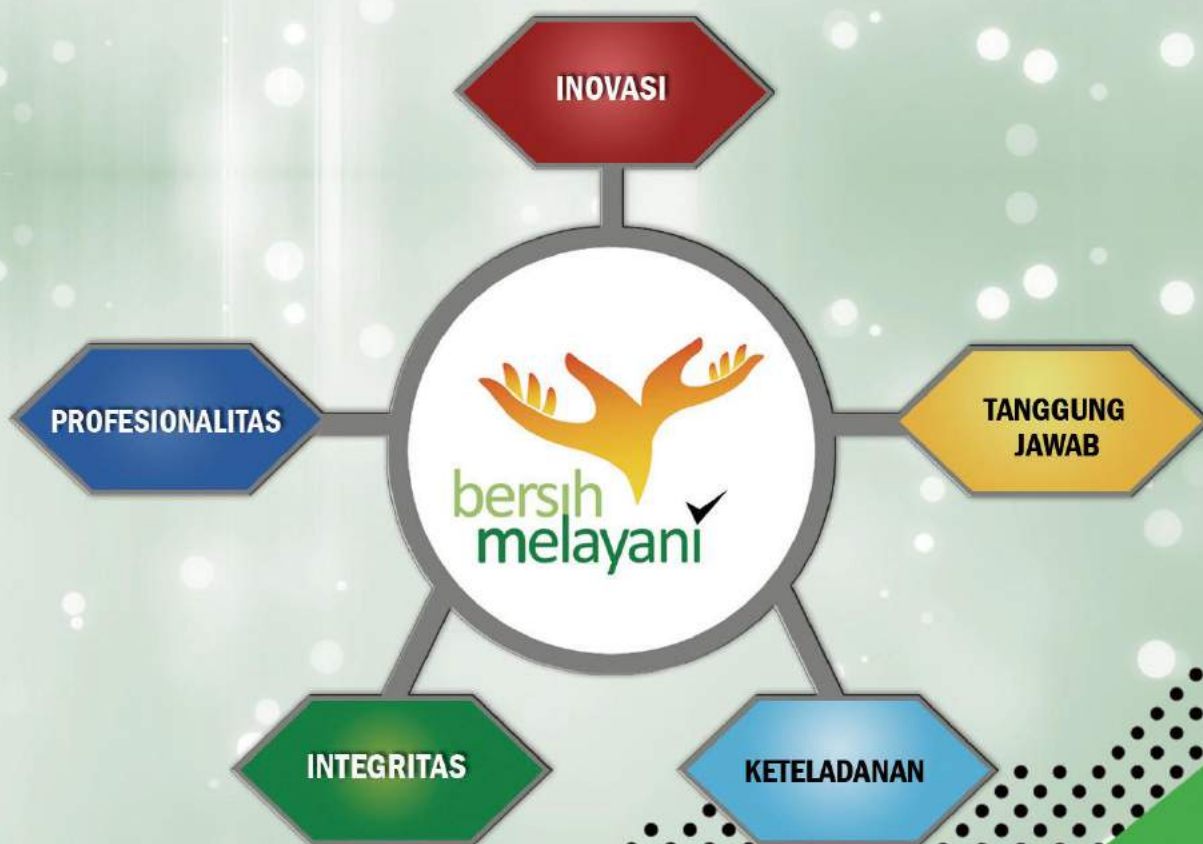 INOVASI
PROFESIONALITAS
TANGGUNG
JAWAB
bersih
melayani
INTEGRITAS
KETELADANAN